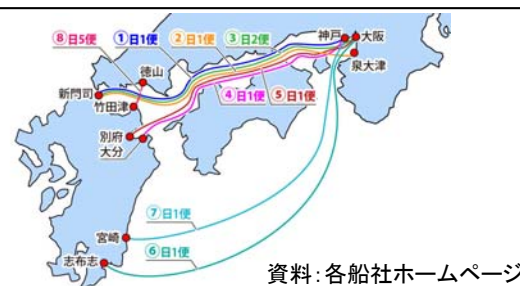 ⑧日5便
①日1便
②日1便
③日2便
神戸
大阪
泉大津
徳山
新門司
竹田津
④日1便
⑤日1便
別府
大分
⑦日1便
宮崎
⑥日1便
志布志
資料：各船社ホームページ